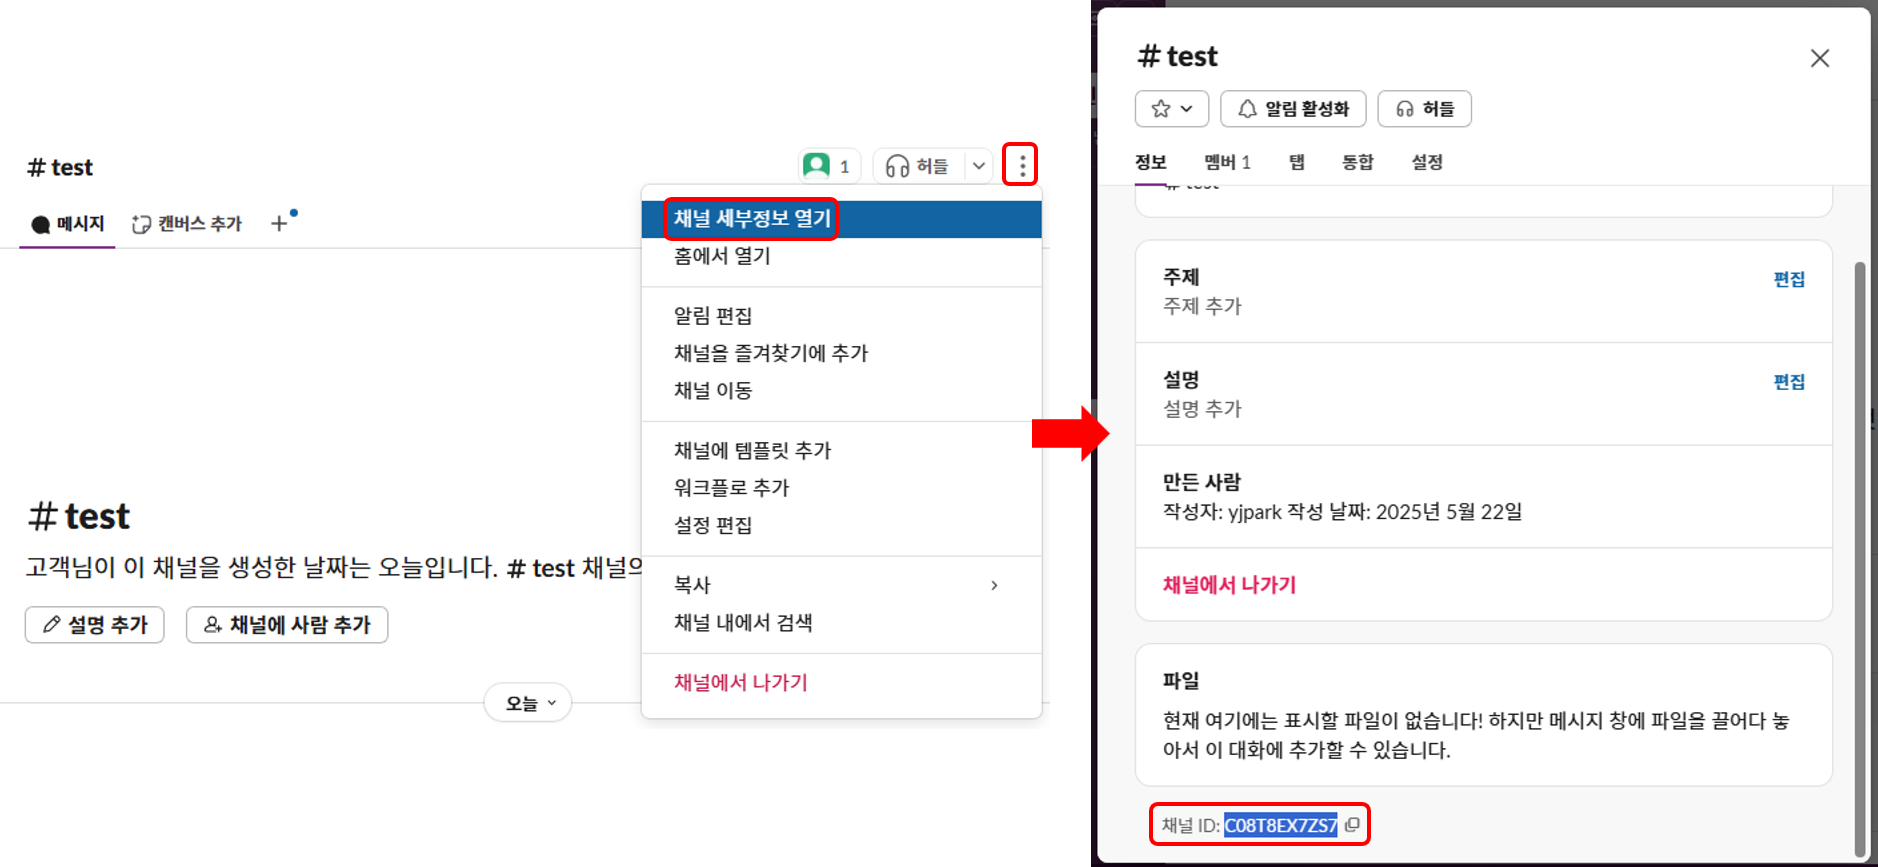 # test
1
허들
메시지
캔버스 추가
+
채널 세부정보 열기
홈에서 열기
알림 편집
채널을 즐겨찾기에 추가
채널 이동
채널에 템플릿 추가
워크플로 추가
설정 편집
복사
채널 내에서 검색
채널에서 나가기
# test
고객님이 이 채널을 생성한 날짜는 오늘입니다. # test 채널의
설명 추가
채널에 사람 추가
오늘
# test
알림 활성화
허들
정보
멤버 1
탭
통합
설정
# test
주제
편집
주제 추가
설명
편집
설명 추가
만든 사람
작성자: yjpark 작성 날짜: 2025년 5월 22일
채널에서 나가기
파일
현재 여기에는 표시할 파일이 없습니다! 하지만 메시지 창에 파일을 끌어다 놓
아서 이 대화에 추가할 수 있습니다.
채널 ID: C08T8EX7ZS7